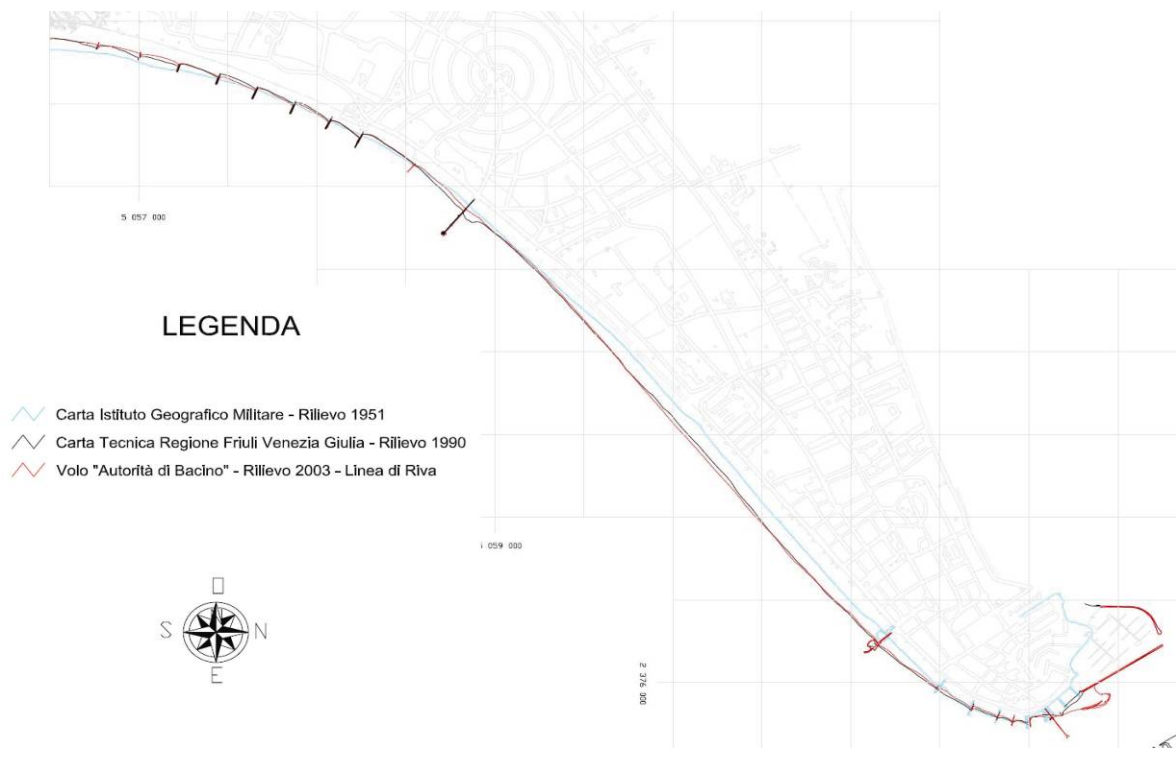 5 057 000
LEGENDA
Carta Istituto Geografico Militare - Rilievo 1951
Carta Tecnica Regione Friuli Venezia Giulia - Rilievo 1990
Volo "Autorità di Bacino" - Rilievo 2003 - Linea di Riva
059 000
O
S N
E
2 376 000